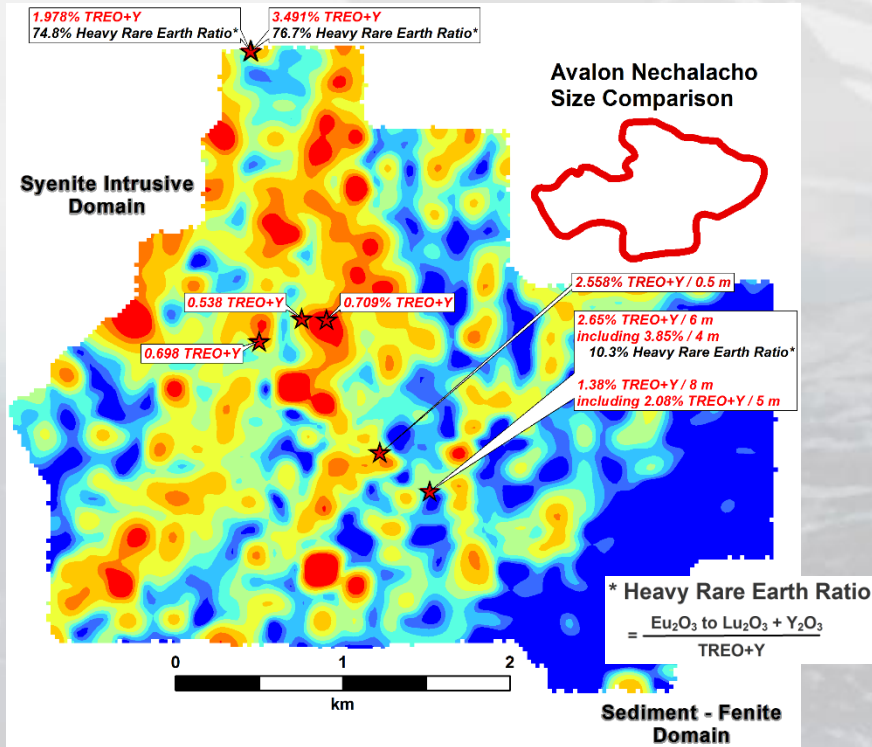 1.978% TREO+Y
74.8% Heavy Rare Earth Ratio*
3.491% TREO+Y
76.7% Heavy Rare Earth Ratio*
Avalon Nechalacho
Size Comparison
Syenite Intrusive
Domain
2.558% TREO+Y / 0.5 m
0.538 TREO+Y
0.709% TREO+Y
0.698 TREO+Y
2.65% TREO+Y / 6 m
including 3.85% / 4 m
10.3% Heavy Rare Earth Ratio*
1.38% TREO+Y / 8 m
including 2.08% TREO+Y / 5 m
* Heavy Rare Earth Ratio
= Eu₂O₃ to Lu₂O₃ + Y₂O₃
TREO+Y
0 1 2
km
Sediment - Fenite
Domain